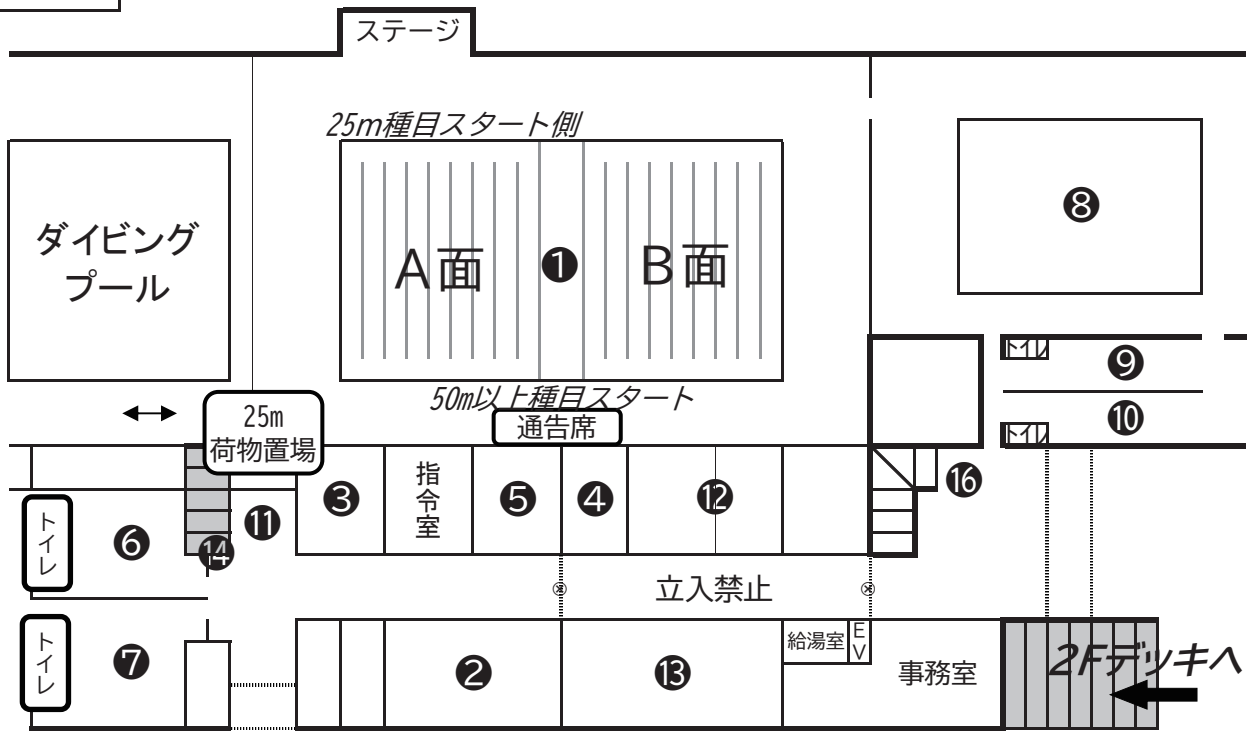 ステージ
25m種目スタート側
ダイビング
プール
A面
❶
B面
❽
50m以上種目スタート
通告席
25m
荷物置場
トイレ
❾
❿
トイレ
❸
指令室
❺
❹
⓬
⓰
トイレ
❻
⓮
⓫
立入禁止
トイレ
❼
❷
⓭
給湯室
EV
事務室
2Fデッキへ